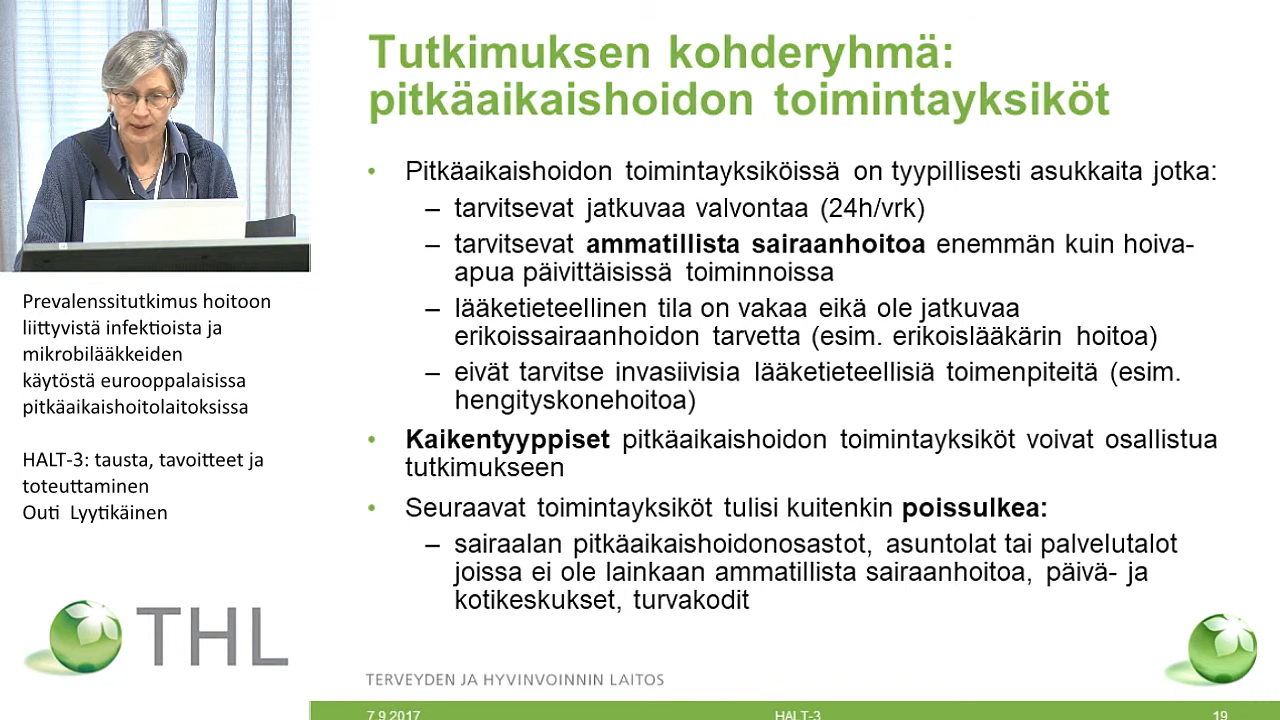 Tutkimuksen kohderyhmä:
pitkäaikaishoidon toimintayksiköt
• Pitkäaikaishoidon toimintayksiköissä on tyypillisesti asukkaita jotka:
– tarvitsevat jatkuvaa valvontaa (24h/vrk)
– tarvitsevat ammatillista sairaanhoitoa enemmän kuin hoiva-
apua päivittäisissä toiminnoissa
– lääketieteellinen tila on vakaa eikä ole jatkuvaa
erikoissairaanhoidon tarvetta (esim. erikoislääkärin hoitoa)
– eivät tarvitse invasiivisia lääketieteellisiä toimenpiteitä (esim.
hengityskonehoitoa)
• Kaikentyyppiset pitkäaikaishoidon toimintayksiköt voivat osallistua
tutkimukseen
• Seuraavat toimintayksiköt tulisi kuitenkin poissulkea:
– sairaalan pitkäaikaishoidonosastot, asuntolat tai palvelutalot
joissa ei ole lainkaan ammatillista sairaanhoitoa, päivä- ja
kotikeskukset, turvakodit
Prevalenssitutkimus hoitoon
liittyvistä infektioista ja
mikrobilääkkeiden
käytöstä eurooppalaisissa
pitkäaikaishoitolaitoksissa
HALT-3: tausta, tavoitteet ja
toteuttaminen
Outi Lyytikäinen
THL
TERVEYDEN JA HYVINVOINNIN LAITOS
7.9.2017
HALT-3
19